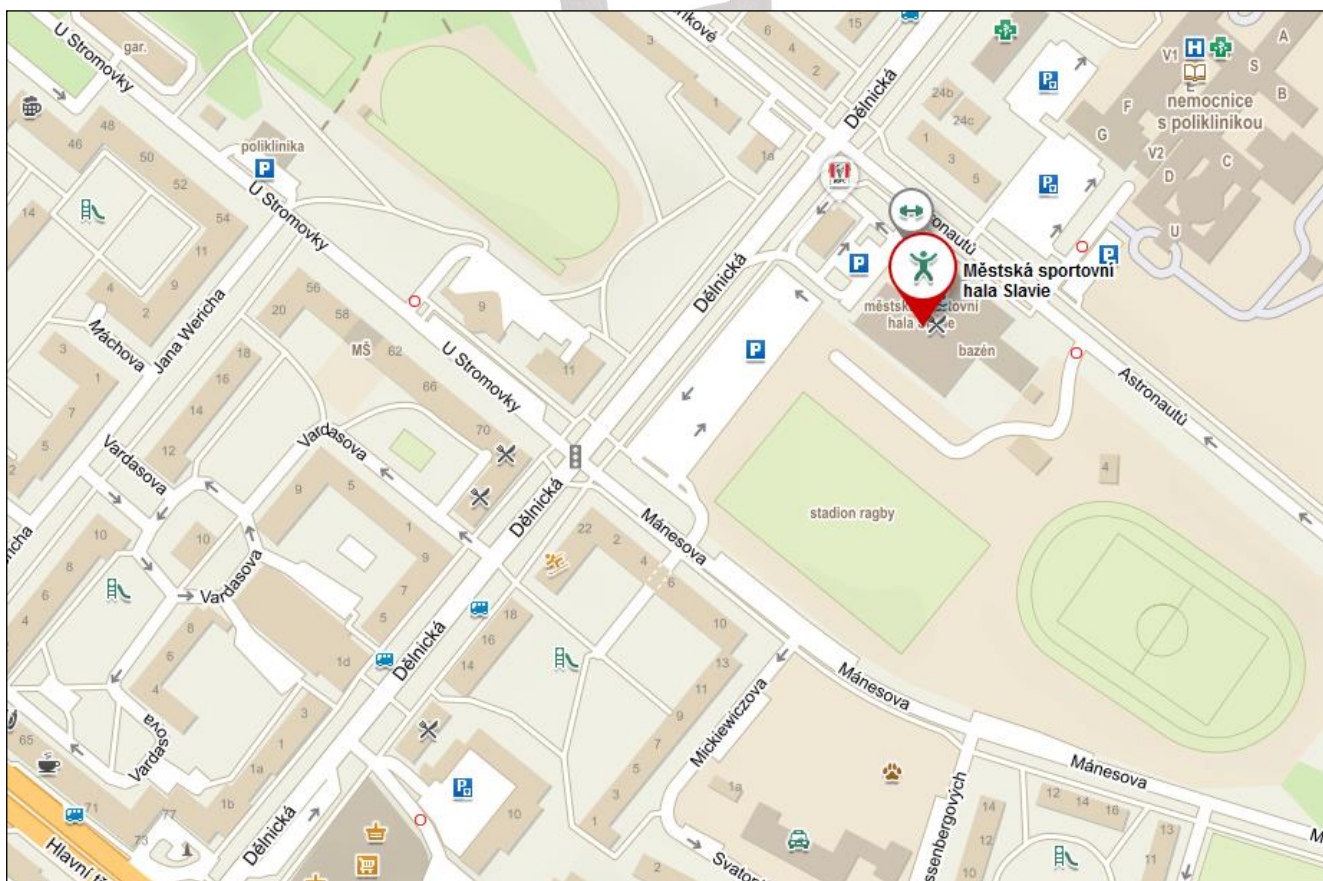 U Stromovky
gar.
3
6
4
2
15
Dělnická
24b
24c
1
3
5
V1
H
A
S
B
F
G
V2
D
C
U
nemocnice
s poliklinikou
P
48
46
50
52
54
poliklinika
P
U Stromovky
14
11
9
4
2
1
1a
KFC
P
P
P
Astronautů
Městská sportovní
hala Slavie
bazén
Astronautů
Dělnická
P
Máchova
Jana Wericha
20
56
58
MŠ
62
66
70
U Stromovky
9
11
3
1
7
5
18
16
14
12
Vardasova
Vardasova
9
5
1
9
7
5
Dělnická
stadion ragby
4
Mánesova
22
2
4
6
10
13
11
9
7
5
3
1
10
8
6
4
10
Vardasova
8
6
4
1d
Dělnická
18
16
14
Mickiewiczova
Mánesova
Mánesova
Vardasova
Vardasova
65
71
73
77
3
1
1a
1b
Dělnická
P
10
1a
2
14
12
10
12
14
16
13
11